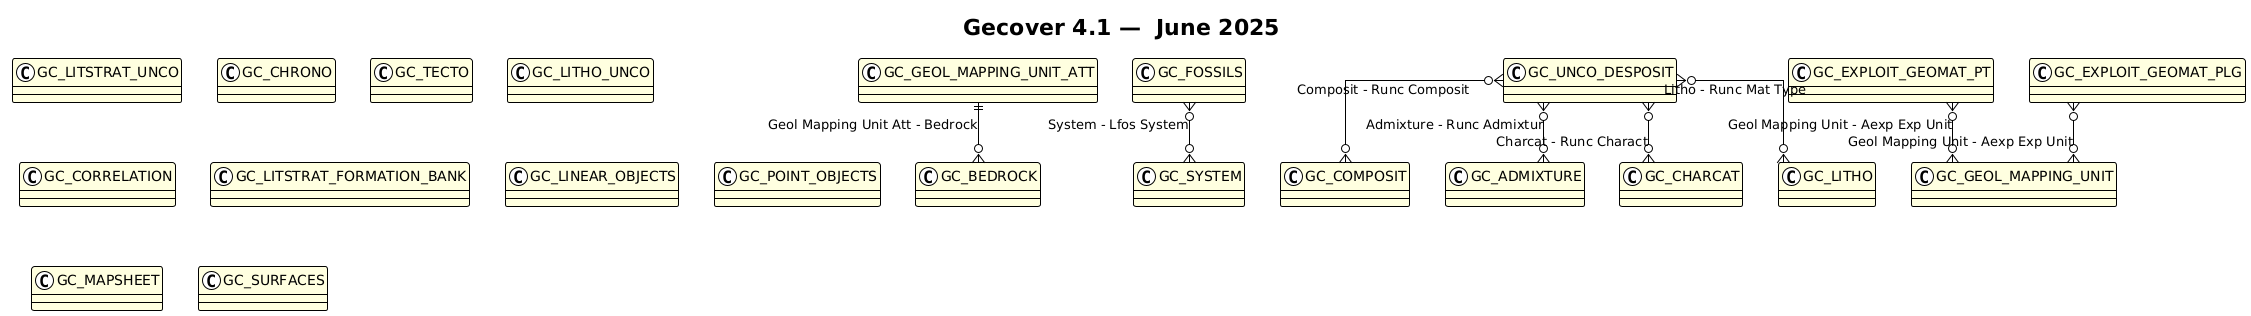 Gecover 4.1 — June 2025
C GC_LITSTRAT_UNCO
C GC_CHRONO
C GC_TECTO
C GC_LITHO_UNCO
C GC_GEOL_MAPPING_UNIT_ATT
C GC_FOSSILS
C GC_UNCO_DESPOSIT
C GC_EXPLOIT_GEOMAT_PT
C GC_EXPLOIT_GEOMAT_PLG
Composit - Runc Composit
Litho - Runc Mat Type
Geol Mapping Unit Att - Bedrock
System - Lfos System
Admixture - Runc Admixtur
Geol Mapping Unit - Aexp Exp Unit
Charcat - Runc Charact
Geol Mapping Unit - Aexp Exp Unit
C GC_CORRELATION
C GC_LITSTRAT_FORMATION_BANK
C GC_LINEAR_OBJECTS
C GC_POINT_OBJECTS
C GC_BEDROCK
C GC_SYSTEM
C GC_COMPOSIT
C GC_ADMIXTURE
C GC_CHARCAT
C GC_LITHO
C GC_GEOL_MAPPING_UNIT
C GC_MAPSHEET
C GC_SURFACES